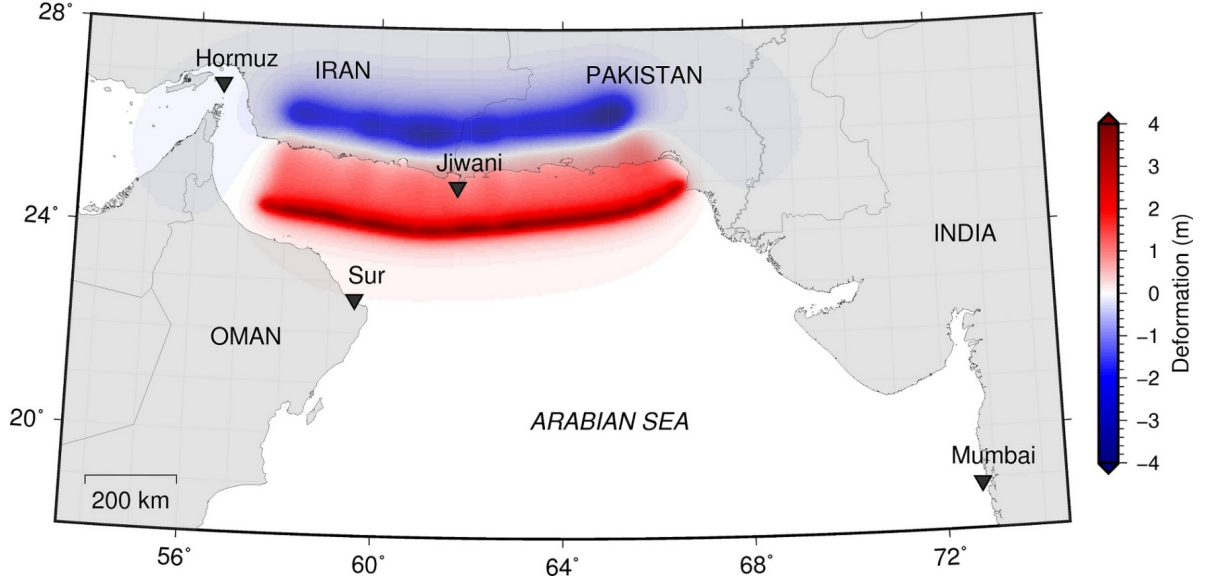 28°
Hormuz
IRAN
PAKISTAN
Jiwani
24°
INDIA
Sur
OMAN
20°
ARABIAN SEA
Mumbai
200 km
56°
60°
64°
68°
72°
4
3
2
1
0
−1
−2
−3
−4
Deformation (m)